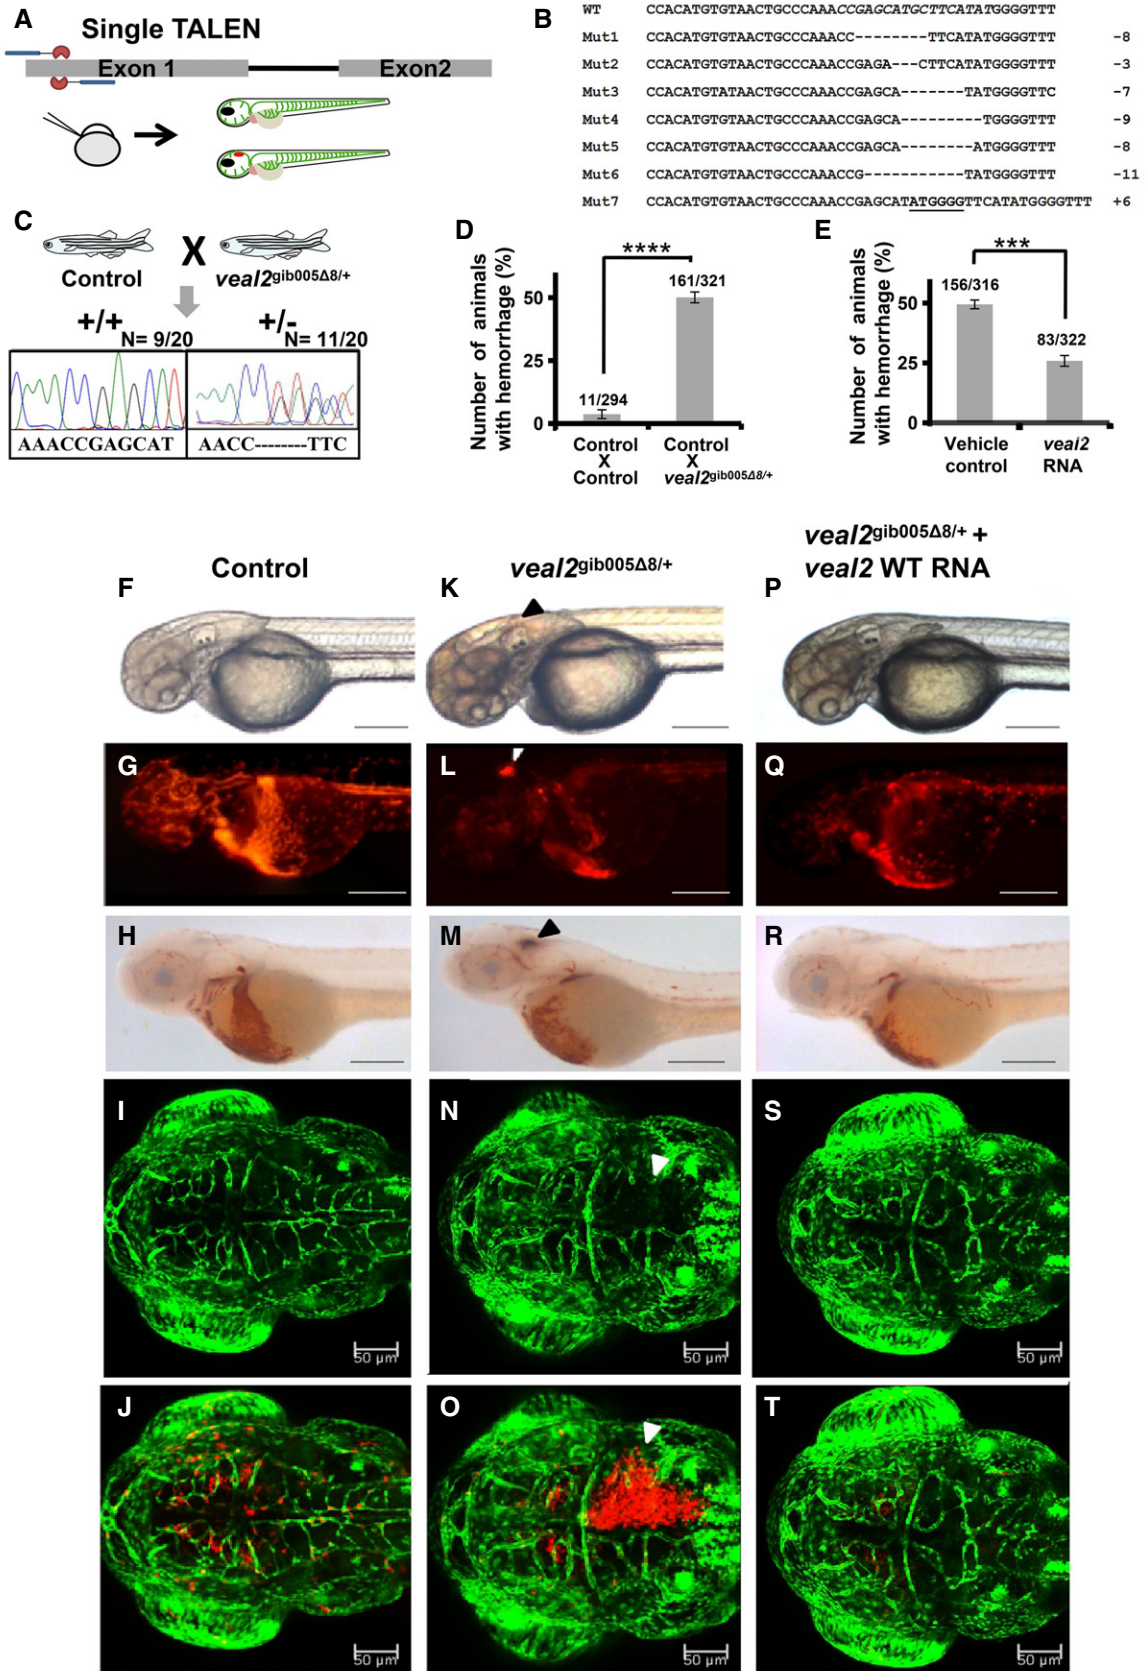 A
Single TALEN
Exon 1
Exon2
B
WT CCACATGTGTAACTGCCCAAACCGAGCATGCTTCATATGGGGTTT
Mut1 CCACATGTGTAACTGCCCAAACC--------TTCATATGGGGTTT -8
Mut2 CCACATGTGTAACTGCCCAAACCGAGA---CTTCATATGGGGTTT -3
Mut3 CCACATGTATAACTGCCCAAACCGAGCA-------TATGGGGTTC -7
Mut4 CCACATGTGTAACTGCCCAAACCGAGCA---------TGGGGTTT -9
Mut5 CCACATGTGTAACTGCCCAAACCGAGCA--------ATGGGGTTT -8
Mut6 CCACATGTGTAACTGCCCAAACCG-----------TATGGGGTTT -11
Mut7 CCACATGTGTAACTGCCCAAACCGAGCATATGGGGTTCATATGGGGTTT +6
C
X
Control
veal2gib005Δ8/+
+/+
N= 9/20
+/-
N= 11/20
AAACCGAGCAT
AACC--------TTC
D
Number of animals
with hemorrhage (%)
50
25
0
****
11/294
161/321
Control
X
Control
Control
X
veal2gib005Δ8/+
E
Number of animals
with hemorrhage (%)
50
25
0
***
156/316
83/322
Vehicle
control
veal2
RNA
Control
veal2gib005Δ8/+
veal2gib005Δ8/+ +
veal2 WT RNA
F
K
P
G
L
Q
H
M
R
I
50 µm
N
50 µm
S
50 µm
J
50 µm
O
50 µm
T
50 µm